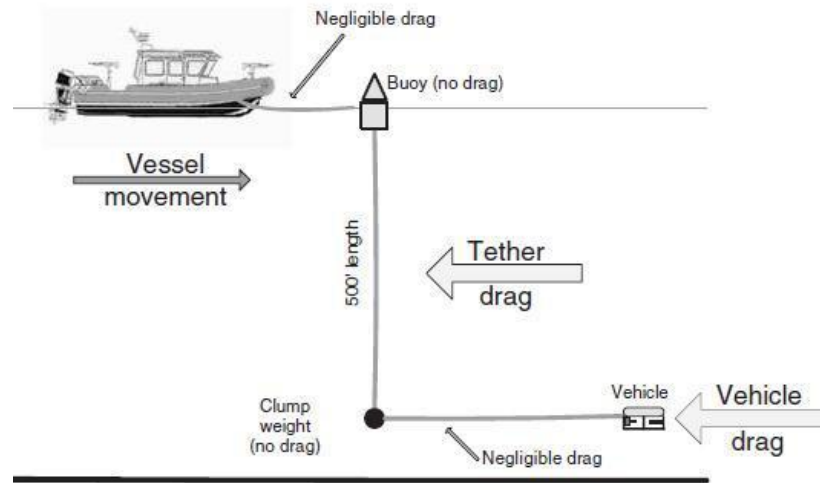 Negligible drag
Buoy (no drag)
Vessel
movement
500' length
Tether
drag
Clump
weight
(no drag)
Vehicle
Vehicle
drag
Negligible drag